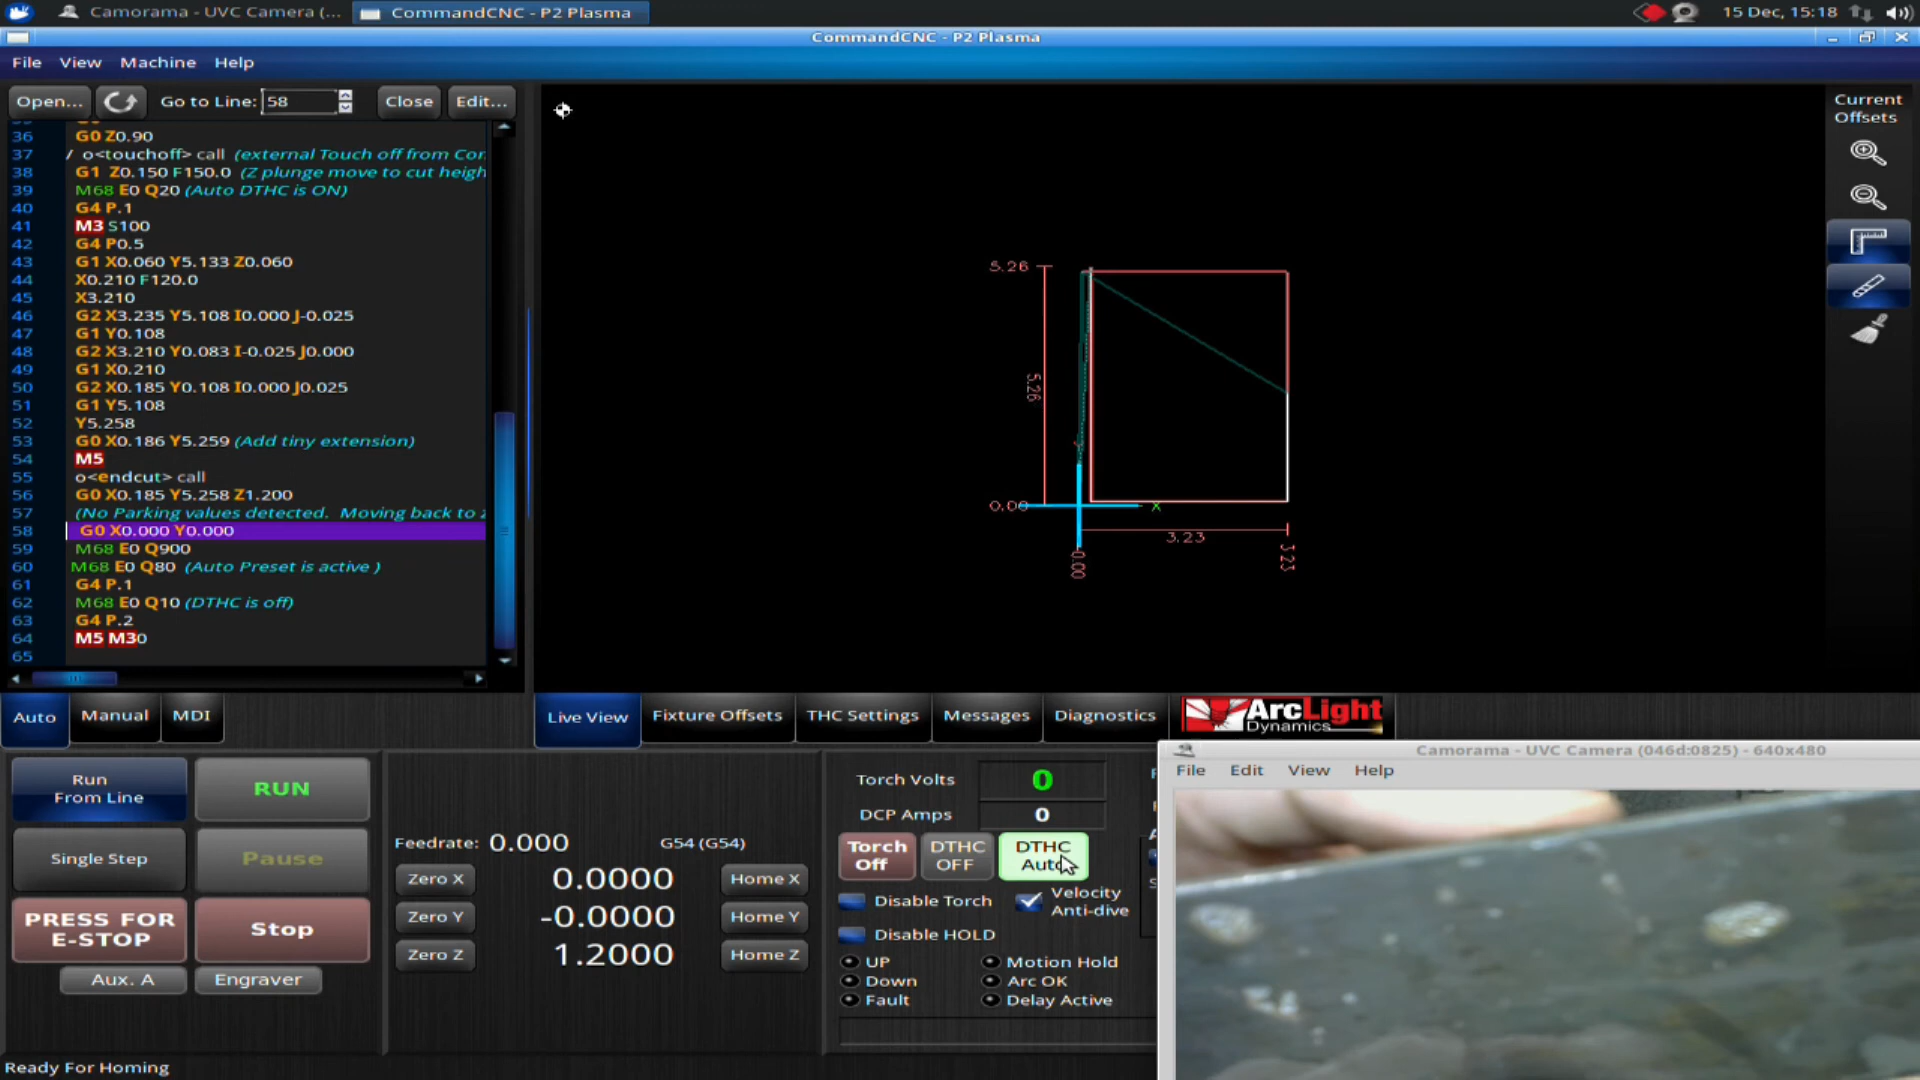 Camorama - UVC Camera (...
CommandCNC - P2 Plasma
15 Dec, 15:18
CommandCNC - P2 Plasma
File View Machine Help
Open... Go to Line: 58 Close Edit...
36 G0 Z0.90
37 / o<touchoff> call (external Touch off from Cor
38 G1 Z0.150 F150.0 (Z plunge move to cut heigh
39 M68 E0 Q20 (Auto DTHC is ON)
40 G4 P.1
41 M3 S100
42 G4 P0.5
43 G1 X0.060 Y5.133 Z0.060
44 X0.210 F120.0
45 X3.210
46 G2 X3.235 Y5.108 I0.000 J-0.025
47 G1 Y0.108
48 G2 X3.210 Y0.083 I-0.025 J0.000
49 G1 X0.210
50 G2 X0.185 Y0.108 I0.000 J0.025
51 G1 Y5.108
52 Y5.258
53 G0 X0.186 Y5.259 (Add tiny extension)
54 M5
55 o<endcut> call
56 G0 X0.185 Y5.258 Z1.200
57 (No Parking values detected. Moving back to z
58 G0 X0.000 Y0.000
59 M68 E0 Q900
60 M68 E0 Q80 (Auto Preset is active )
61 G4 P.1
62 M68 E0 Q10 (DTHC is off)
63 G4 P.2
64 M5 M30
65
5.26
5.26
0.00
X
3.23
0.00
3.23
Current
Offsets
Auto Manual MDI
Live View Fixture Offsets THC Settings Messages Diagnostics
ArcLight
Dynamics
Run
From Line
RUN
Single Step
Pause
PRESS FOR
E-STOP
Stop
Aux. A
Engraver
Feedrate: 0.000 G54 (G54)
Zero X 0.0000 Home X
Zero Y -0.0000 Home Y
Zero Z 1.2000 Home Z
Torch Volts 0
DCP Amps 0
Torch
Off
DTHC
OFF
DTHC
Auto
Disable Torch
Velocity
Anti-dive
Disable HOLD
UP Motion Hold
Down Arc OK
Fault Delay Active
Camorama - UVC Camera (046d:0825) - 640x480
File Edit View Help
Ready For Homing